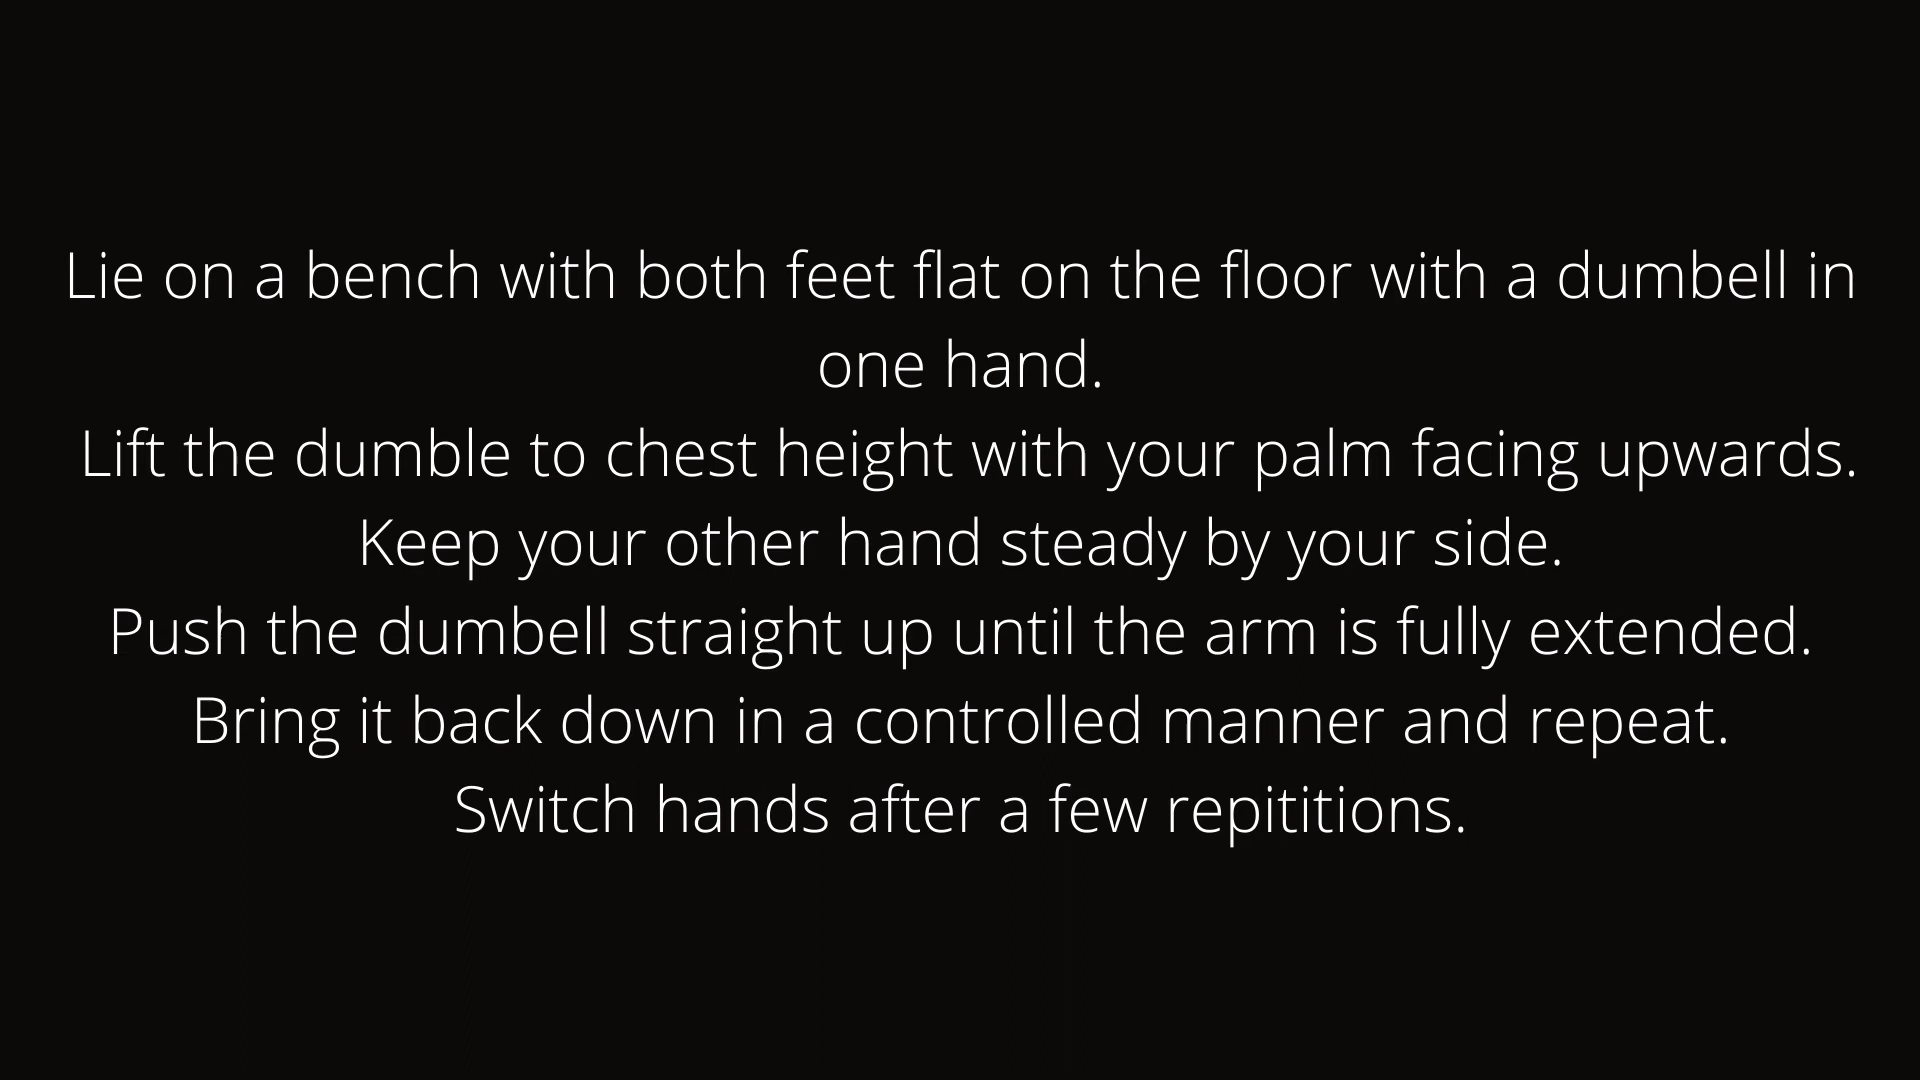 Lie on a bench with both feet flat on the floor with a dumbell in
one hand.
Lift the dumble to chest height with your palm facing upwards.
Keep your other hand steady by your side.
Push the dumbell straight up until the arm is fully extended.
Bring it back down in a controlled manner and repeat.
Switch hands after a few repititions.